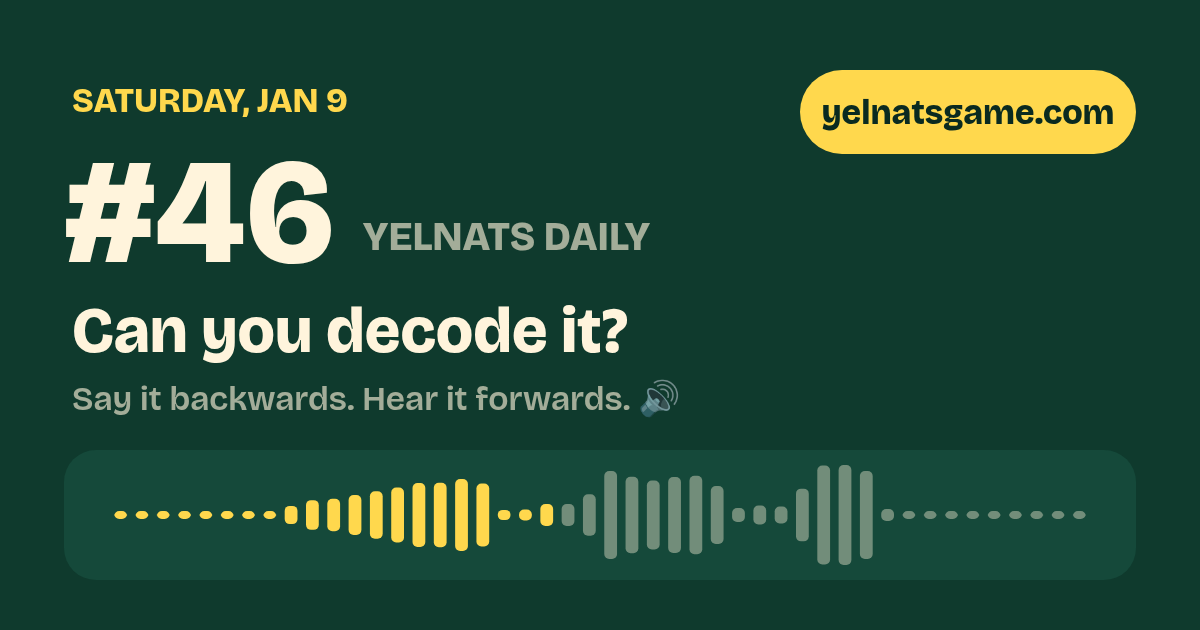 SATURDAY, JAN 9
yelnatsgame.com
#46 YELNATS DAILY
Can you decode it?
Say it backwards. Hear it forwards. 🔊